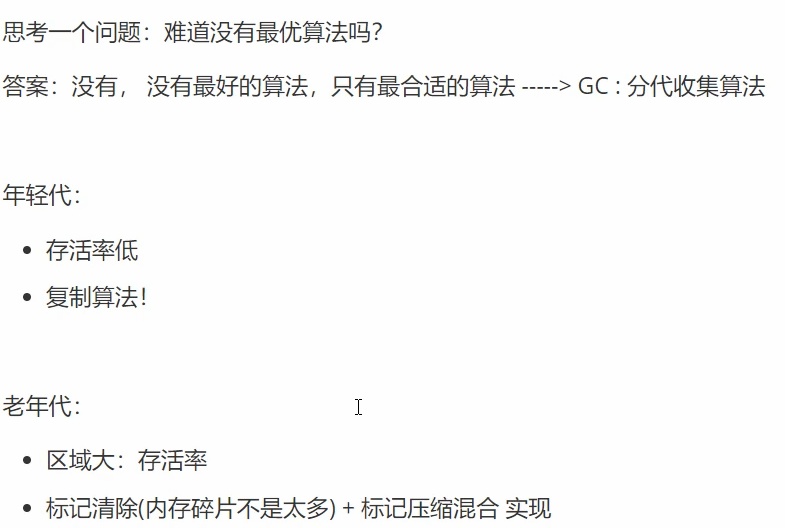 思考一个问题：难道没有最优算法吗？
答案：没有， 没有最好的算法，只有最合适的算法 -----> GC : 分代收集算法
年轻代：
• 存活率低
• 复制算法！
老年代：
• 区域大：存活率
• 标记清除(内存碎片不是太多) + 标记压缩混合 实现